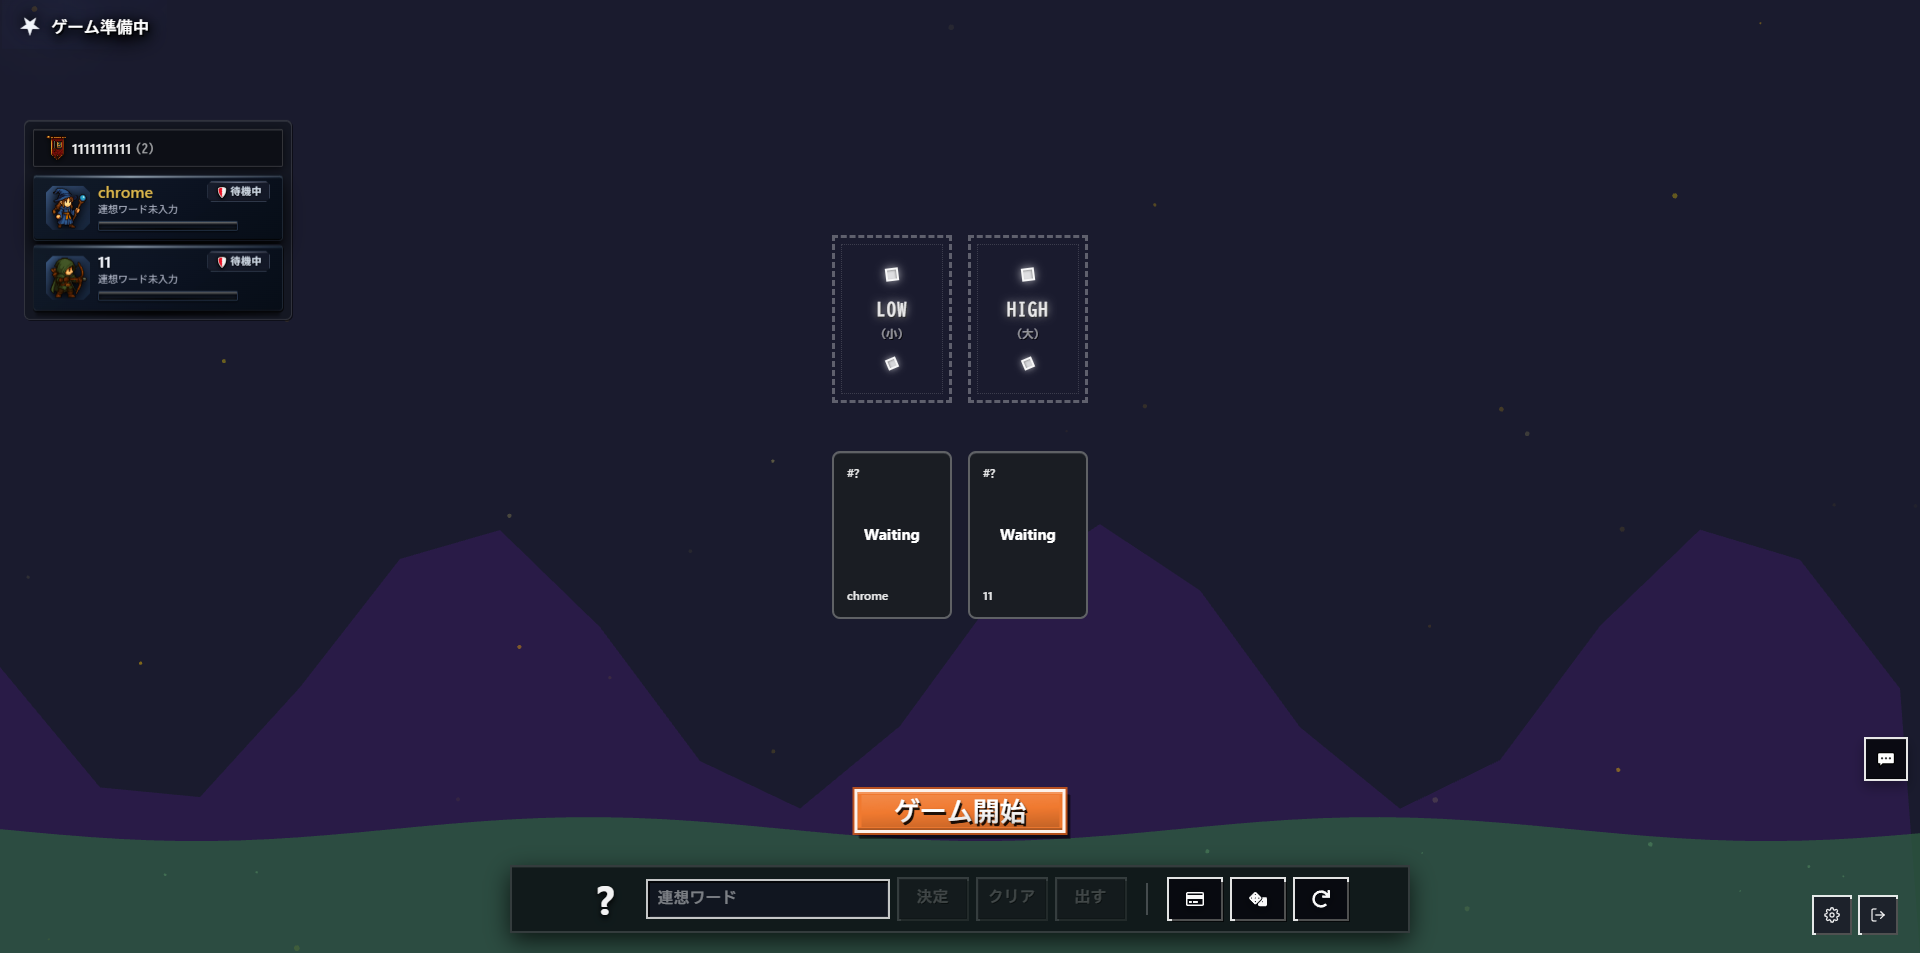 ゲーム準備中
1111111111 (2)
chrome
待機中
連想ワード未入力
11
待機中
連想ワード未入力
LOW
(小)
HIGH
(大)
#?
Waiting
chrome
#?
Waiting
11
ゲーム開始
?
連想ワード
決定
クリア
出す